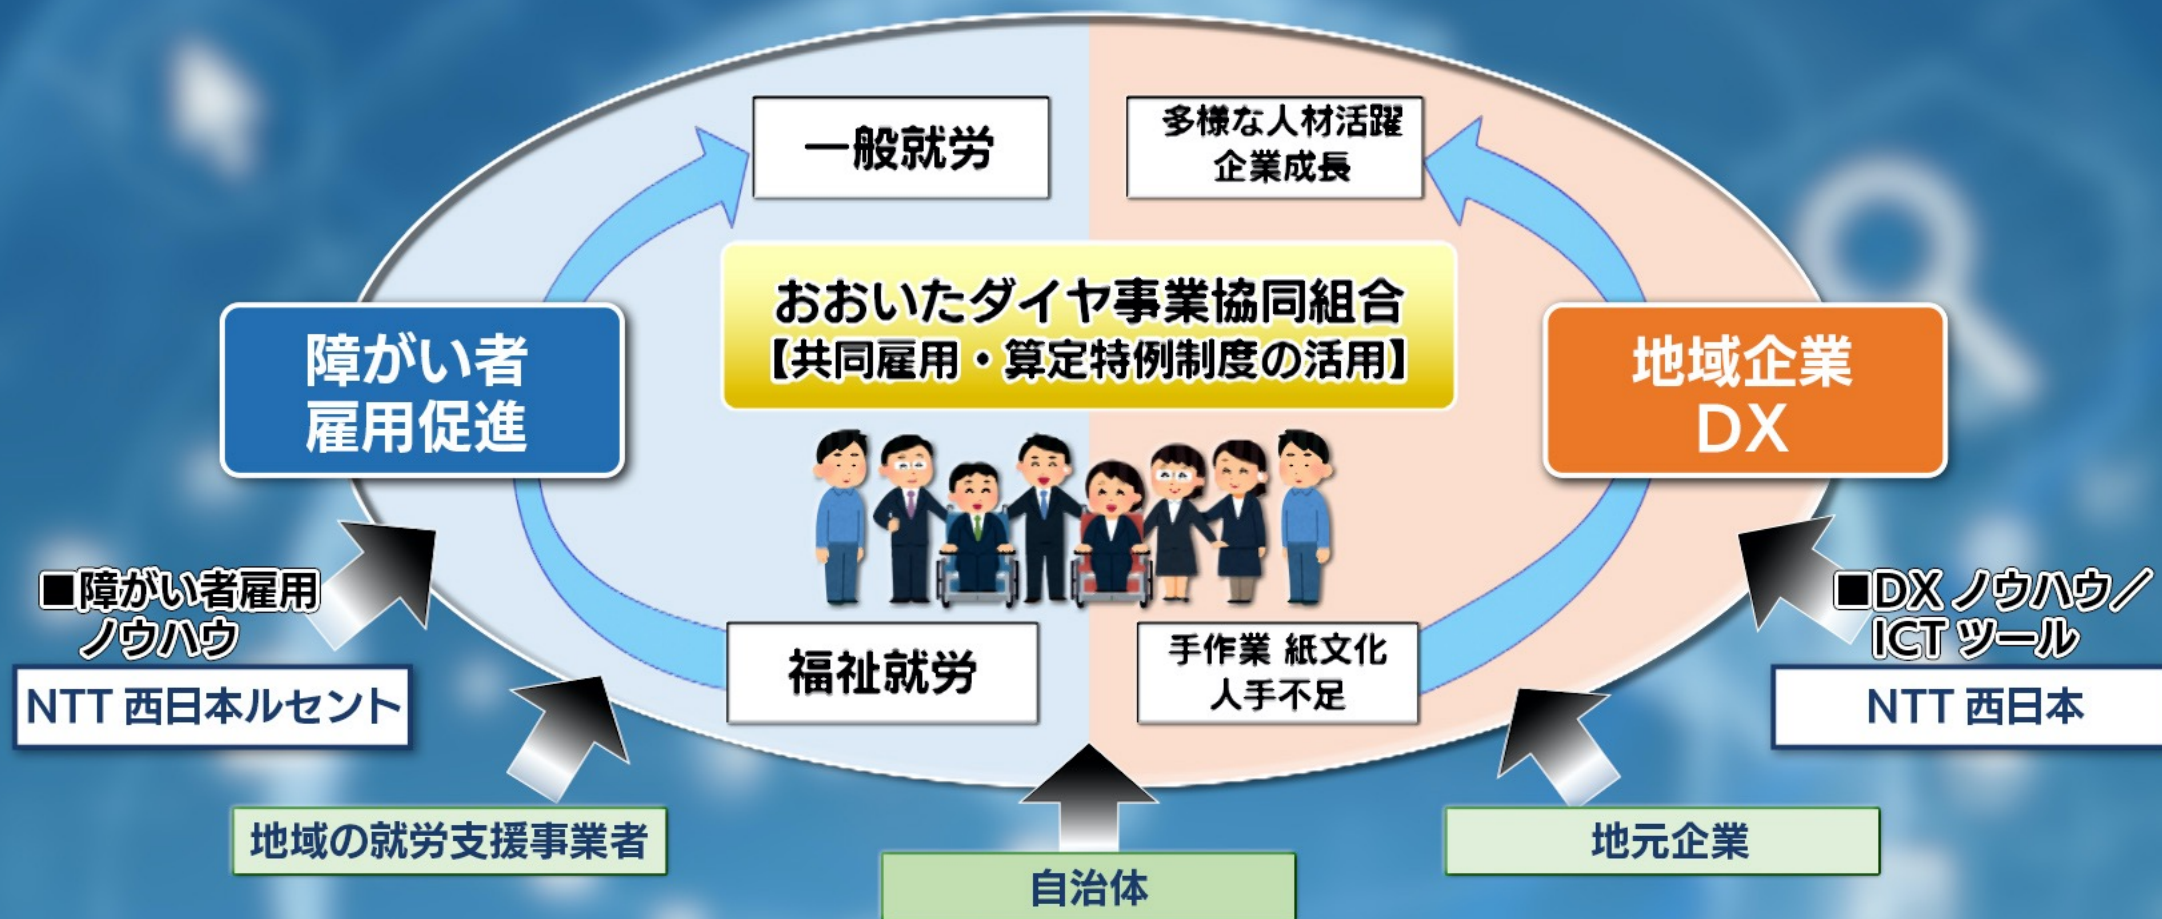 一般就労
多様な人材活躍
企業成長
おおいたダイヤ事業協同組合
【共同雇用・算定特例制度の活用】
障がい者
雇用促進
地域企業
DX
■障がい者雇用
ノウハウ
NTT 西日本ルセント
福祉就労
手作業 紙文化
人手不足
■DX ノウハウ／
ICT ツール
NTT 西日本
地域の就労支援事業者
自治体
地元企業